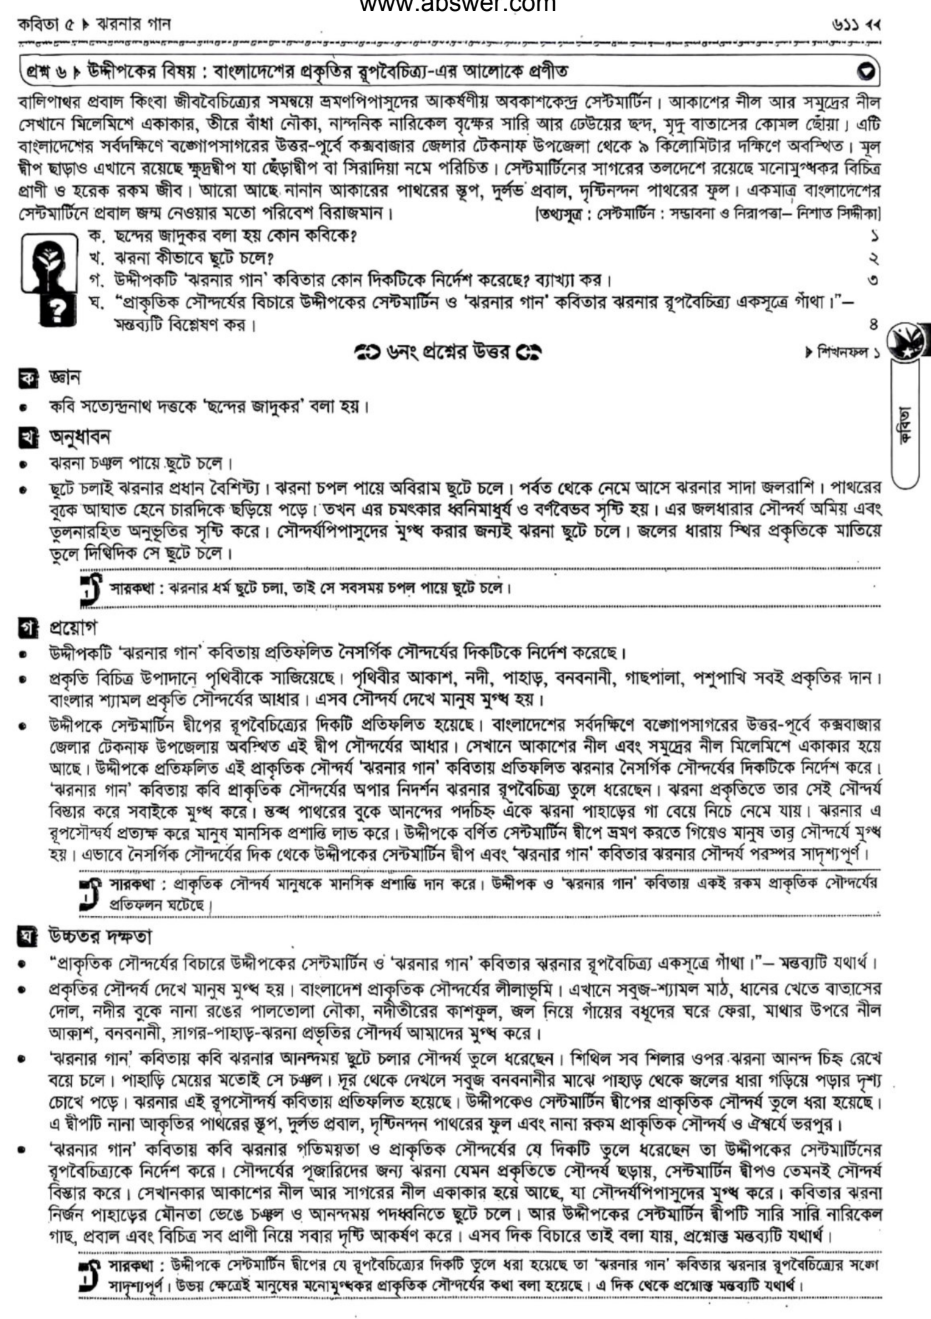 www.abswer.com
কবিতা ৫ ▶ ঝরনার গান ৬১১ ◀◀
প্রশ্ন ৬ ▶ উদ্দীপকের বিষয় : বাংলাদেশের প্রকৃতির রূপবৈচিত্র্য-এর আলোকে প্রণীত
বালিপাথর প্রবাল কিংবা জীববৈচিত্র্যের সমন্বয়ে ভ্রমণপিপাসুদের আকর্ষণীয় অবকাশকেন্দ্র সেন্টমার্টিন। আকাশের নীল আর সমুদ্রের নীল
সেখানে মিলেমিশে একাকার, তীরে বাঁধা নৌকা, নান্দনিক নারিকেল বৃক্ষের সারি আর ঢেউয়ের ছন্দ, মৃদু বাতাসের কোমল ছোঁয়া। এটি
বাংলাদেশের সর্বদক্ষিণে বঙ্গোপসাগরের উত্তর-পূর্বে কক্সবাজার জেলার টেকনাফ উপজেলা থেকে ৯ কিলোমিটার দক্ষিণে অবস্থিত। মূল
দ্বীপ ছাড়াও এখানে রয়েছে ক্ষুদ্রদ্বীপ যা ছেঁড়াদ্বীপ বা সিরাদিয়া নমে পরিচিত। সেন্টমার্টিনের সাগরের তলদেশে রয়েছে মনোমুগ্ধকর বিচিত্র
প্রাণী ও হরেক রকম জীব। আরো আছে নানান আকারের পাথরের স্তূপ, দুর্লভ প্রবাল, দৃষ্টিনন্দন পাথরের ফুল। একমাত্র বাংলাদেশের
সেন্টমার্টিনে প্রবাল জন্ম নেওয়ার মতো পরিবেশ বিরাজমান। [তথ্যসূত্র : সেন্টমার্টিন : সম্ভাবনা ও নিরাপত্তা– নিশাত সিদ্দীকা]
ক. ছন্দের জাদুকর বলা হয় কোন কবিকে? ১
খ. ঝরনা কীভাবে ছুটে চলে? ২
গ. উদ্দীপকটি ‘ঝরনার গান’ কবিতার কোন দিকটিকে নির্দেশ করেছে? ব্যাখ্যা কর। ৩
ঘ. “প্রাকৃতিক সৌন্দর্যের বিচারে উদ্দীপকের সেন্টমার্টিন ও ‘ঝরনার গান’ কবিতার ঝরনার রূপবৈচিত্র্য একসূত্রে গাঁথা।”–
মন্তব্যটি বিশ্লেষণ কর। ৪
৬নং প্রশ্নের উত্তর ▶ শিখনফল ১
কবিতা
ক জ্ঞান
• কবি সত্যেন্দ্রনাথ দত্তকে ‘ছন্দের জাদুকর’ বলা হয়।
খ অনুধাবন
• ঝরনা চঞ্চল পায়ে ছুটে চলে।
• ছুটে চলাই ঝরনার প্রধান বৈশিষ্ট্য। ঝরনা চপল পায়ে অবিরাম ছুটে চলে। পর্বত থেকে নেমে আসে ঝরনার সাদা জলরাশি। পাথরের
বুকে আঘাত হেনে চারদিকে ছড়িয়ে পড়ে। তখন এর চমৎকার ধ্বনিমাধুর্য ও বর্ণবৈভব সৃষ্টি হয়। এর জলধারার সৌন্দর্য অমিয় এবং
তুলনারহিত অনুভূতির সৃষ্টি করে। সৌন্দর্যপিপাসুদের মুগ্ধ করার জন্যই ঝরনা ছুটে চলে। জলের ধারায় স্থির প্রকৃতিকে মাতিয়ে
তুলে দিগ্বিদিক সে ছুটে চলে।
সারকথা : ঝরনার ধর্ম ছুটে চলা, তাই সে সবসময় চপল পায়ে ছুটে চলে।
গ প্রয়োগ
• উদ্দীপকটি ‘ঝরনার গান’ কবিতায় প্রতিফলিত নৈসর্গিক সৌন্দর্যের দিকটিকে নির্দেশ করেছে।
• প্রকৃতি বিচিত্র উপাদানে পৃথিবীকে সাজিয়েছে। পৃথিবীর আকাশ, নদী, পাহাড়, বনবনানী, গাছপালা, পশুপাখি সবই প্রকৃতির দান।
বাংলার শ্যামল প্রকৃতি সৌন্দর্যের আধার। এসব সৌন্দর্য দেখে মানুষ মুগ্ধ হয়।
• উদ্দীপকে সেন্টমার্টিন দ্বীপের রূপবৈচিত্র্যের দিকটি প্রতিফলিত হয়েছে। বাংলাদেশের সর্বদক্ষিণে বঙ্গোপসাগরের উত্তর-পূর্বে কক্সবাজার
জেলার টেকনাফ উপজেলায় অবস্থিত এই দ্বীপ সৌন্দর্যের আধার। সেখানে আকাশের নীল এবং সমুদ্রের নীল মিলেমিশে একাকার হয়ে
আছে। উদ্দীপকে প্রতিফলিত এই প্রাকৃতিক সৌন্দর্য ‘ঝরনার গান’ কবিতায় প্রতিফলিত ঝরনার নৈসর্গিক সৌন্দর্যের দিকটিকে নির্দেশ করে।
‘ঝরনার গান’ কবিতায় কবি প্রাকৃতিক সৌন্দর্যের অপার নিদর্শন ঝরনার রূপবৈচিত্র্য তুলে ধরেছেন। ঝরনা প্রকৃতিতে তার সেই সৌন্দর্য
বিস্তার করে সবাইকে মুগ্ধ করে। স্তব্ধ পাথরের বুকে আনন্দের পদচিহ্ন এঁকে ঝরনা পাহাড়ের গা বেয়ে নিচে নেমে যায়। ঝরনার এ
রূপসৌন্দর্য প্রত্যক্ষ করে মানুষ মানসিক প্রশান্তি লাভ করে। উদ্দীপকে বর্ণিত সেন্টমার্টিন দ্বীপে ভ্রমণ করতে গিয়েও মানুষ তার সৌন্দর্যে মুগ্ধ
হয়। এভাবে নৈসর্গিক সৌন্দর্যের দিক থেকে উদ্দীপকের সেন্টমার্টিন দ্বীপ এবং ‘ঝরনার গান’ কবিতার ঝরনার সৌন্দর্য পরস্পর সাদৃশ্যপূর্ণ।
সারকথা : প্রাকৃতিক সৌন্দর্য মানুষকে মানসিক প্রশান্তি দান করে। উদ্দীপক ও ‘ঝরনার গান’ কবিতায় একই রকম প্রাকৃতিক সৌন্দর্যের
প্রতিফলন ঘটেছে।
ঘ উচ্চতর দক্ষতা
• “প্রাকৃতিক সৌন্দর্যের বিচারে উদ্দীপকের সেন্টমার্টিন ও ‘ঝরনার গান’ কবিতার ঝরনার রূপবৈচিত্র্য একসূত্রে গাঁথা।”– মন্তব্যটি যথার্থ।
• প্রকৃতির সৌন্দর্য দেখে মানুষ মুগ্ধ হয়। বাংলাদেশ প্রাকৃতিক সৌন্দর্যের লীলাভূমি। এখানে সবুজ-শ্যামল মাঠ, ধানের খেতে বাতাসের
দোল, নদীর বুকে নানা রঙের পালতোলা নৌকা, নদীতীরের কাশফুল, জল নিয়ে গাঁয়ের বধূদের ঘরে ফেরা, মাথার উপরে নীল
আকাশ, বনবনানী, সাগর-পাহাড়-ঝরনা প্রভৃতির সৌন্দর্য আমাদের মুগ্ধ করে।
• ‘ঝরনার গান’ কবিতায় কবি ঝরনার আনন্দময় ছুটে চলার সৌন্দর্য তুলে ধরেছেন। শিথিল সব শিলার ওপর ঝরনা আনন্দ চিহ্ন রেখে
বয়ে চলে। পাহাড়ি মেয়ের মতোই সে চঞ্চল। দূর থেকে দেখলে সবুজ বনবনানীর মাঝে পাহাড় থেকে জলের ধারা গড়িয়ে পড়ার দৃশ্য
চোখে পড়ে। ঝরনার এই রূপসৌন্দর্য কবিতায় প্রতিফলিত হয়েছে। উদ্দীপকেও সেন্টমার্টিন দ্বীপের প্রাকৃতিক সৌন্দর্য তুলে ধরা হয়েছে।
এ দ্বীপটি নানা আকৃতির পাথরের স্তূপ, দুর্লভ প্রবাল, দৃষ্টিনন্দন পাথরের ফুল এবং নানা রকম প্রাকৃতিক সৌন্দর্য ও ঐশ্বর্যে ভরপুর।
• ‘ঝরনার গান’ কবিতায় কবি ঝরনার গতিময়তা ও প্রাকৃতিক সৌন্দর্যের যে দিকটি তুলে ধরেছেন তা উদ্দীপকের সেন্টমার্টিনের
রূপবৈচিত্র্যকে নির্দেশ করে। সৌন্দর্যের পূজারিদের জন্য ঝরনা যেমন প্রকৃতিতে সৌন্দর্য ছড়ায়, সেন্টমার্টিন দ্বীপও তেমনই সৌন্দর্য
বিস্তার করে। সেখানকার আকাশের নীল আর সাগরের নীল একাকার হয়ে আছে, যা সৌন্দর্যপিপাসুদের মুগ্ধ করে। কবিতার ঝরনা
নির্জন পাহাড়ের মৌনতা ভেঙে চঞ্চল ও আনন্দময় পদধ্বনিতে ছুটে চলে। আর উদ্দীপকের সেন্টমার্টিন দ্বীপটি সারি সারি নারিকেল
গাছ, প্রবাল এবং বিচিত্র সব প্রাণী নিয়ে সবার দৃষ্টি আকর্ষণ করে। এসব দিক বিচারে তাই বলা যায়, প্রশ্নোক্ত মন্তব্যটি যথার্থ।
সারকথা : উদ্দীপকে সেন্টমার্টিন দ্বীপের যে রূপবৈচিত্র্যের দিকটি তুলে ধরা হয়েছে তা ‘ঝরনার গান’ কবিতার ঝরনার রূপবৈচিত্র্যের সঙ্গে
সাদৃশ্যপূর্ণ। উভয় ক্ষেত্রেই মানুষের মনোমুগ্ধকর প্রাকৃতিক সৌন্দর্যের কথা বলা হয়েছে। এ দিক থেকে প্রশ্নোক্ত মন্তব্যটি যথার্থ।